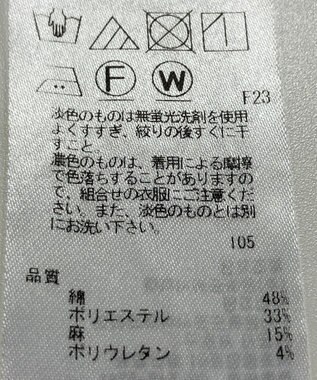 F W
F23
淡色のものは無蛍光洗剤を使用
よくすすぎ、絞りの後すぐに干
すこと。
濃色のものは、着用による摩擦
で色落ちすることがありますの
で、組合せの衣服にご注意くだ
さい。また、淡色のものとは別
にお洗い下さい。
105
品質
綿 48%
ポリエステル 33%
麻 15%
ポリウレタン 4%